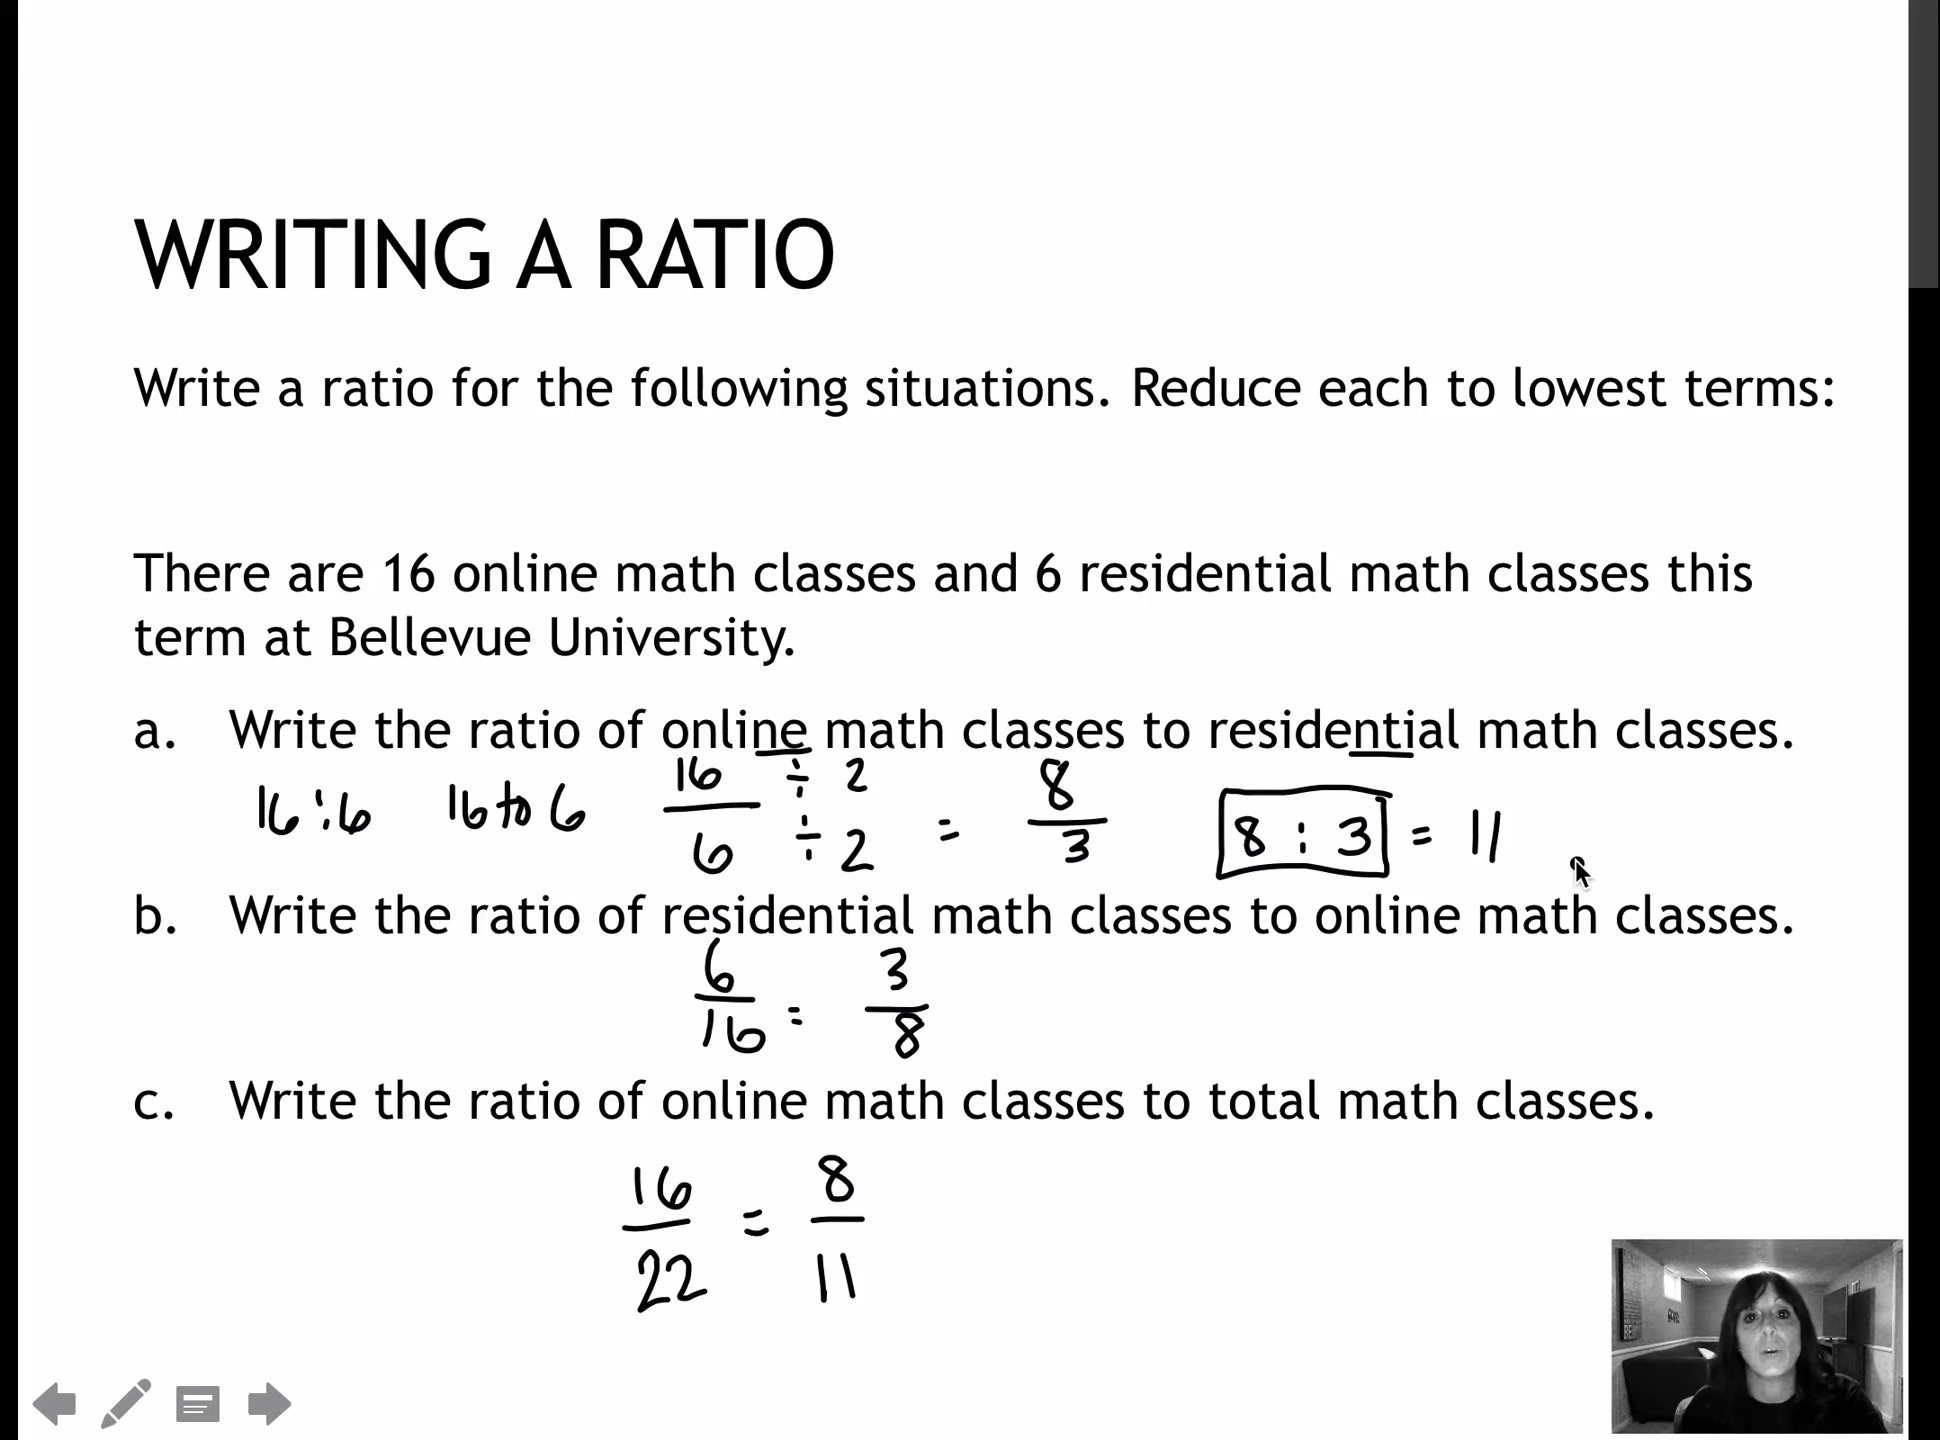 WRITING A RATIO
Write a ratio for the following situations. Reduce each to lowest terms:
There are 16 online math classes and 6 residential math classes this
term at Bellevue University.
a. Write the ratio of online math classes to residential math classes.
16:6 16 to 6 16/6 ÷ 2/÷ 2 = 8/3 8 : 3 = 11
b. Write the ratio of residential math classes to online math classes.
6/16 = 3/8
c. Write the ratio of online math classes to total math classes.
16/22 = 8/11